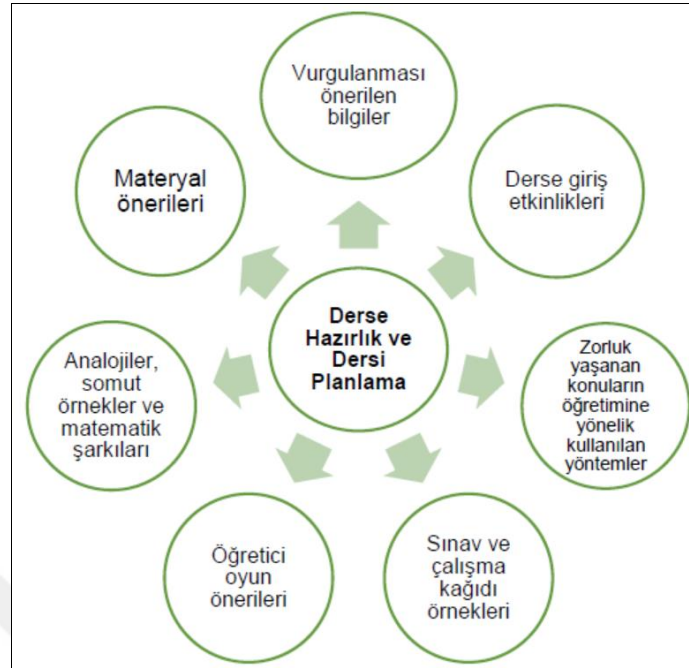 Vurgulanması
önerilen
bilgiler
Derse giriş
etkinlikleri
Zorluk
yaşanan
konuların
öğretimine
yönelik
kullanılan
yöntemler
Sınav ve
çalışma
kağıdı
örnekleri
Öğretici
oyun
önerileri
Analojiler,
somut
örnekler ve
matematik
şarkıları
Materyal
önerileri
Derse
Hazırlık ve
Dersi
Planlama